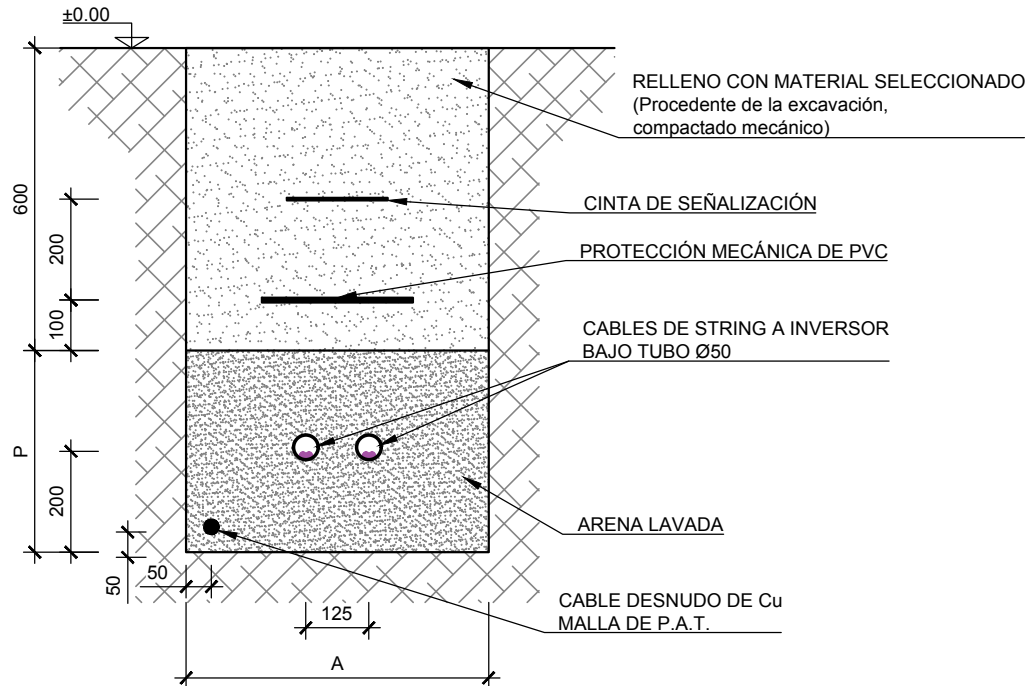 ±0.00
RELLENO CON MATERIAL SELECCIONADO
(Procedente de la excavación,
compactado mecánico)
600
CINTA DE SEÑALIZACIÓN
200
PROTECCIÓN MECÁNICA DE PVC
1100
CABLES DE STRING A INVERSOR
BAJO TUBO Ø50
P
200
ARENA LAVADA
50
50
CABLE DESNUDO DE Cu
MALLA DE P.A.T.
125
A